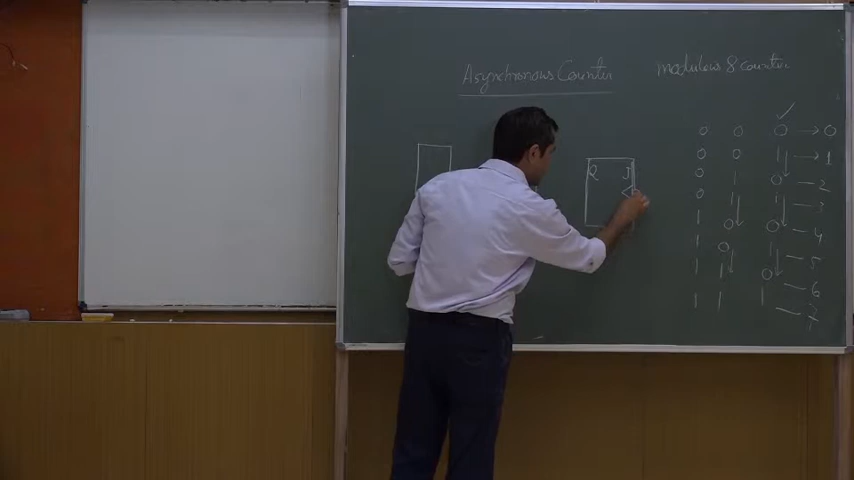 Asynchronous Counter
modulus 8 counter
Q J
0 0 0 → 0
0 0 1 → 1
0 1 0 - 2
0 1 1 → 3
1 0 0 - 4
1 0 1 - 5
1 1 0 - 6
1 1 1 - 7